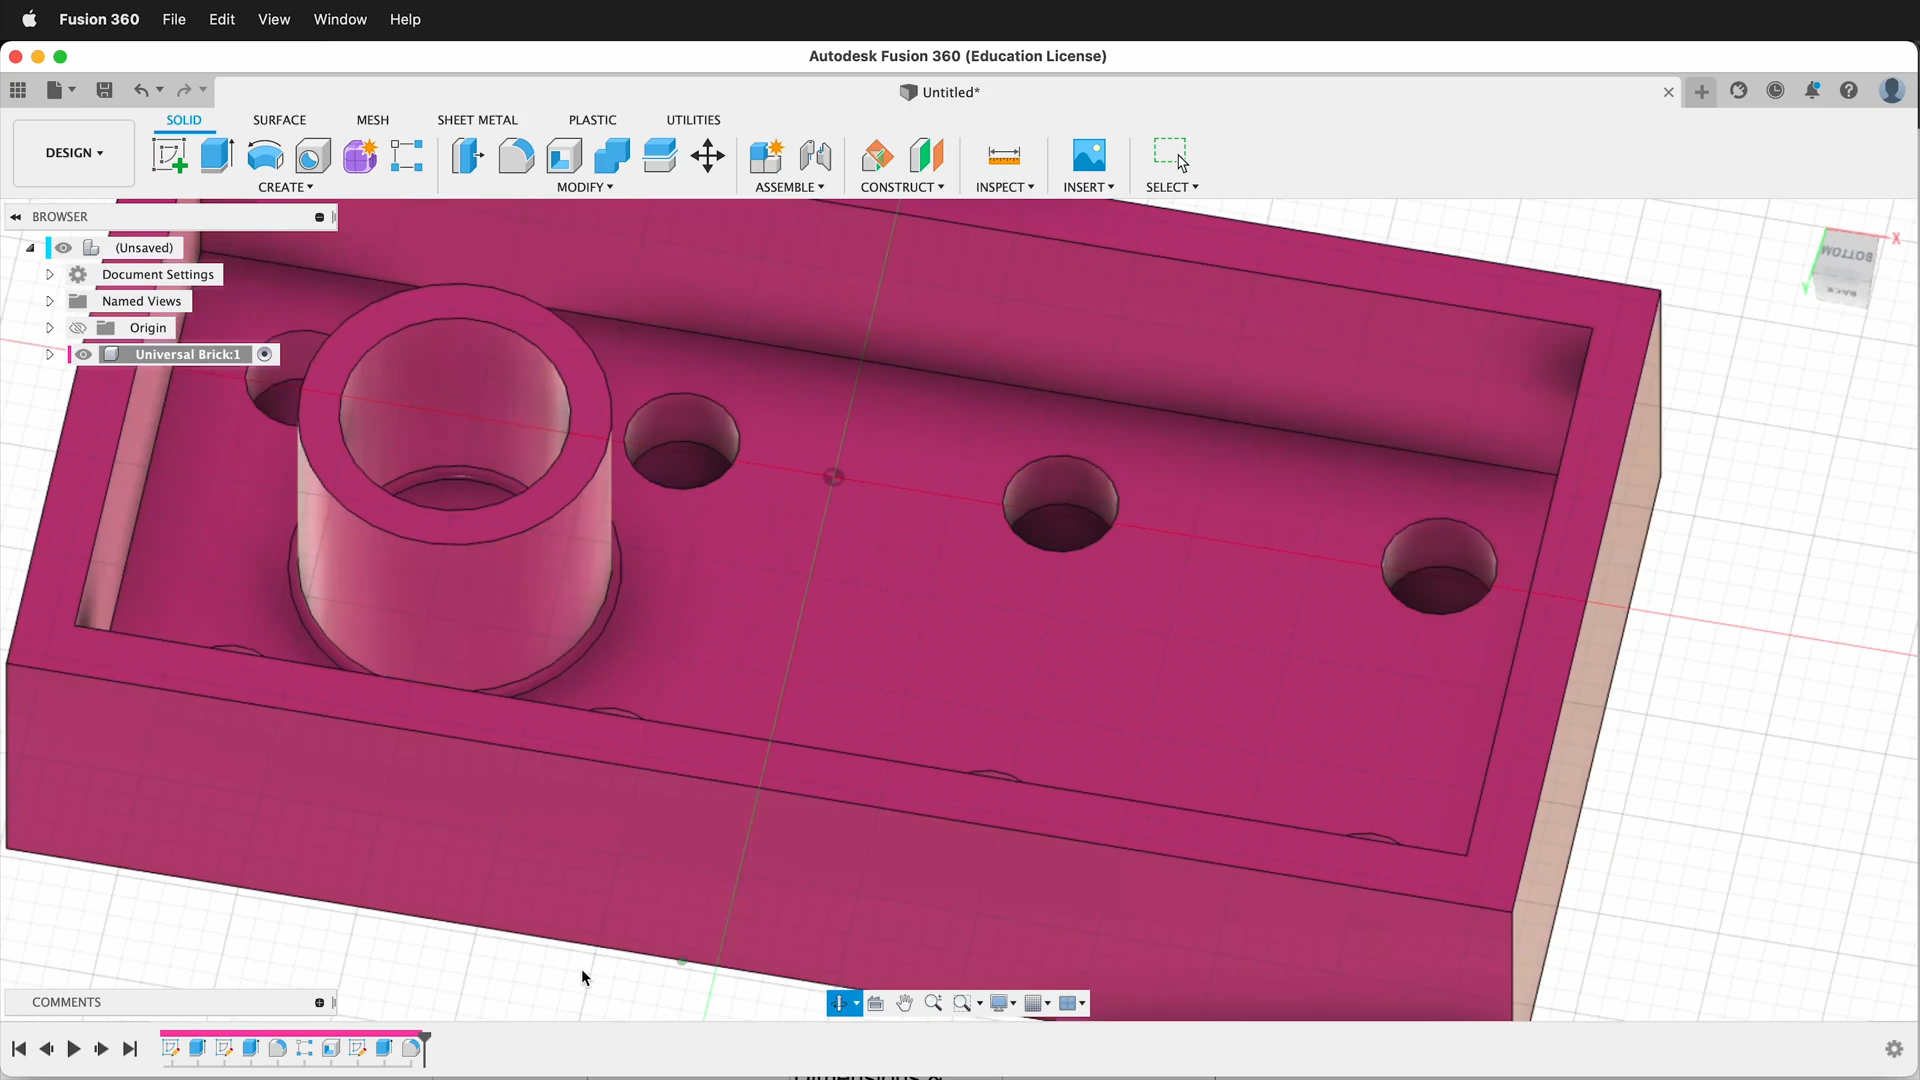 Fusion 360 File Edit View Window Help
Autodesk Fusion 360 (Education License)
Untitled*
SOLID SURFACE MESH SHEET METAL PLASTIC UTILITIES
DESIGN
CREATE MODIFY ASSEMBLE CONSTRUCT INSPECT INSERT SELECT
BROWSER
(Unsaved)
Document Settings
Named Views
Origin
Universal Brick:1
X
BOTTOM
BACK
Y
COMMENTS